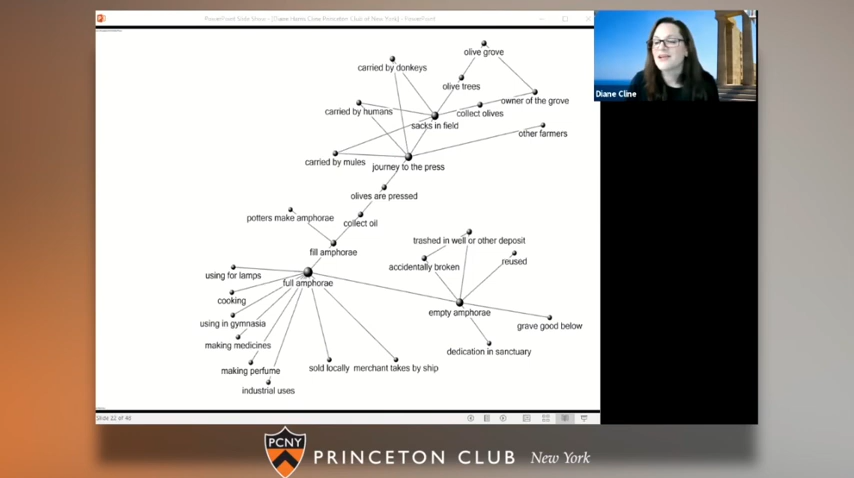 PowerPoint Slide Show - [Diane Harris Cline Princeton Club of New York] - PowerPoint
Diane Cline
olive grove
carried by donkeys
olive trees
owner of the grove
carried by humans
collect olives
sacks in field
other farmers
carried by mules
journey to the press
olives are pressed
potters make amphorae
collect oil
trashed in well or other deposit
fill amphorae
reused
accidentally broken
using for lamps
full amphorae
cooking
empty amphorae
using in gymnasia
grave good below
making medicines
dedication in sanctuary
making perfume
sold locally
merchant takes by ship
industrial uses
Slide 22 of 48
PCNY
PRINCETON CLUB New York